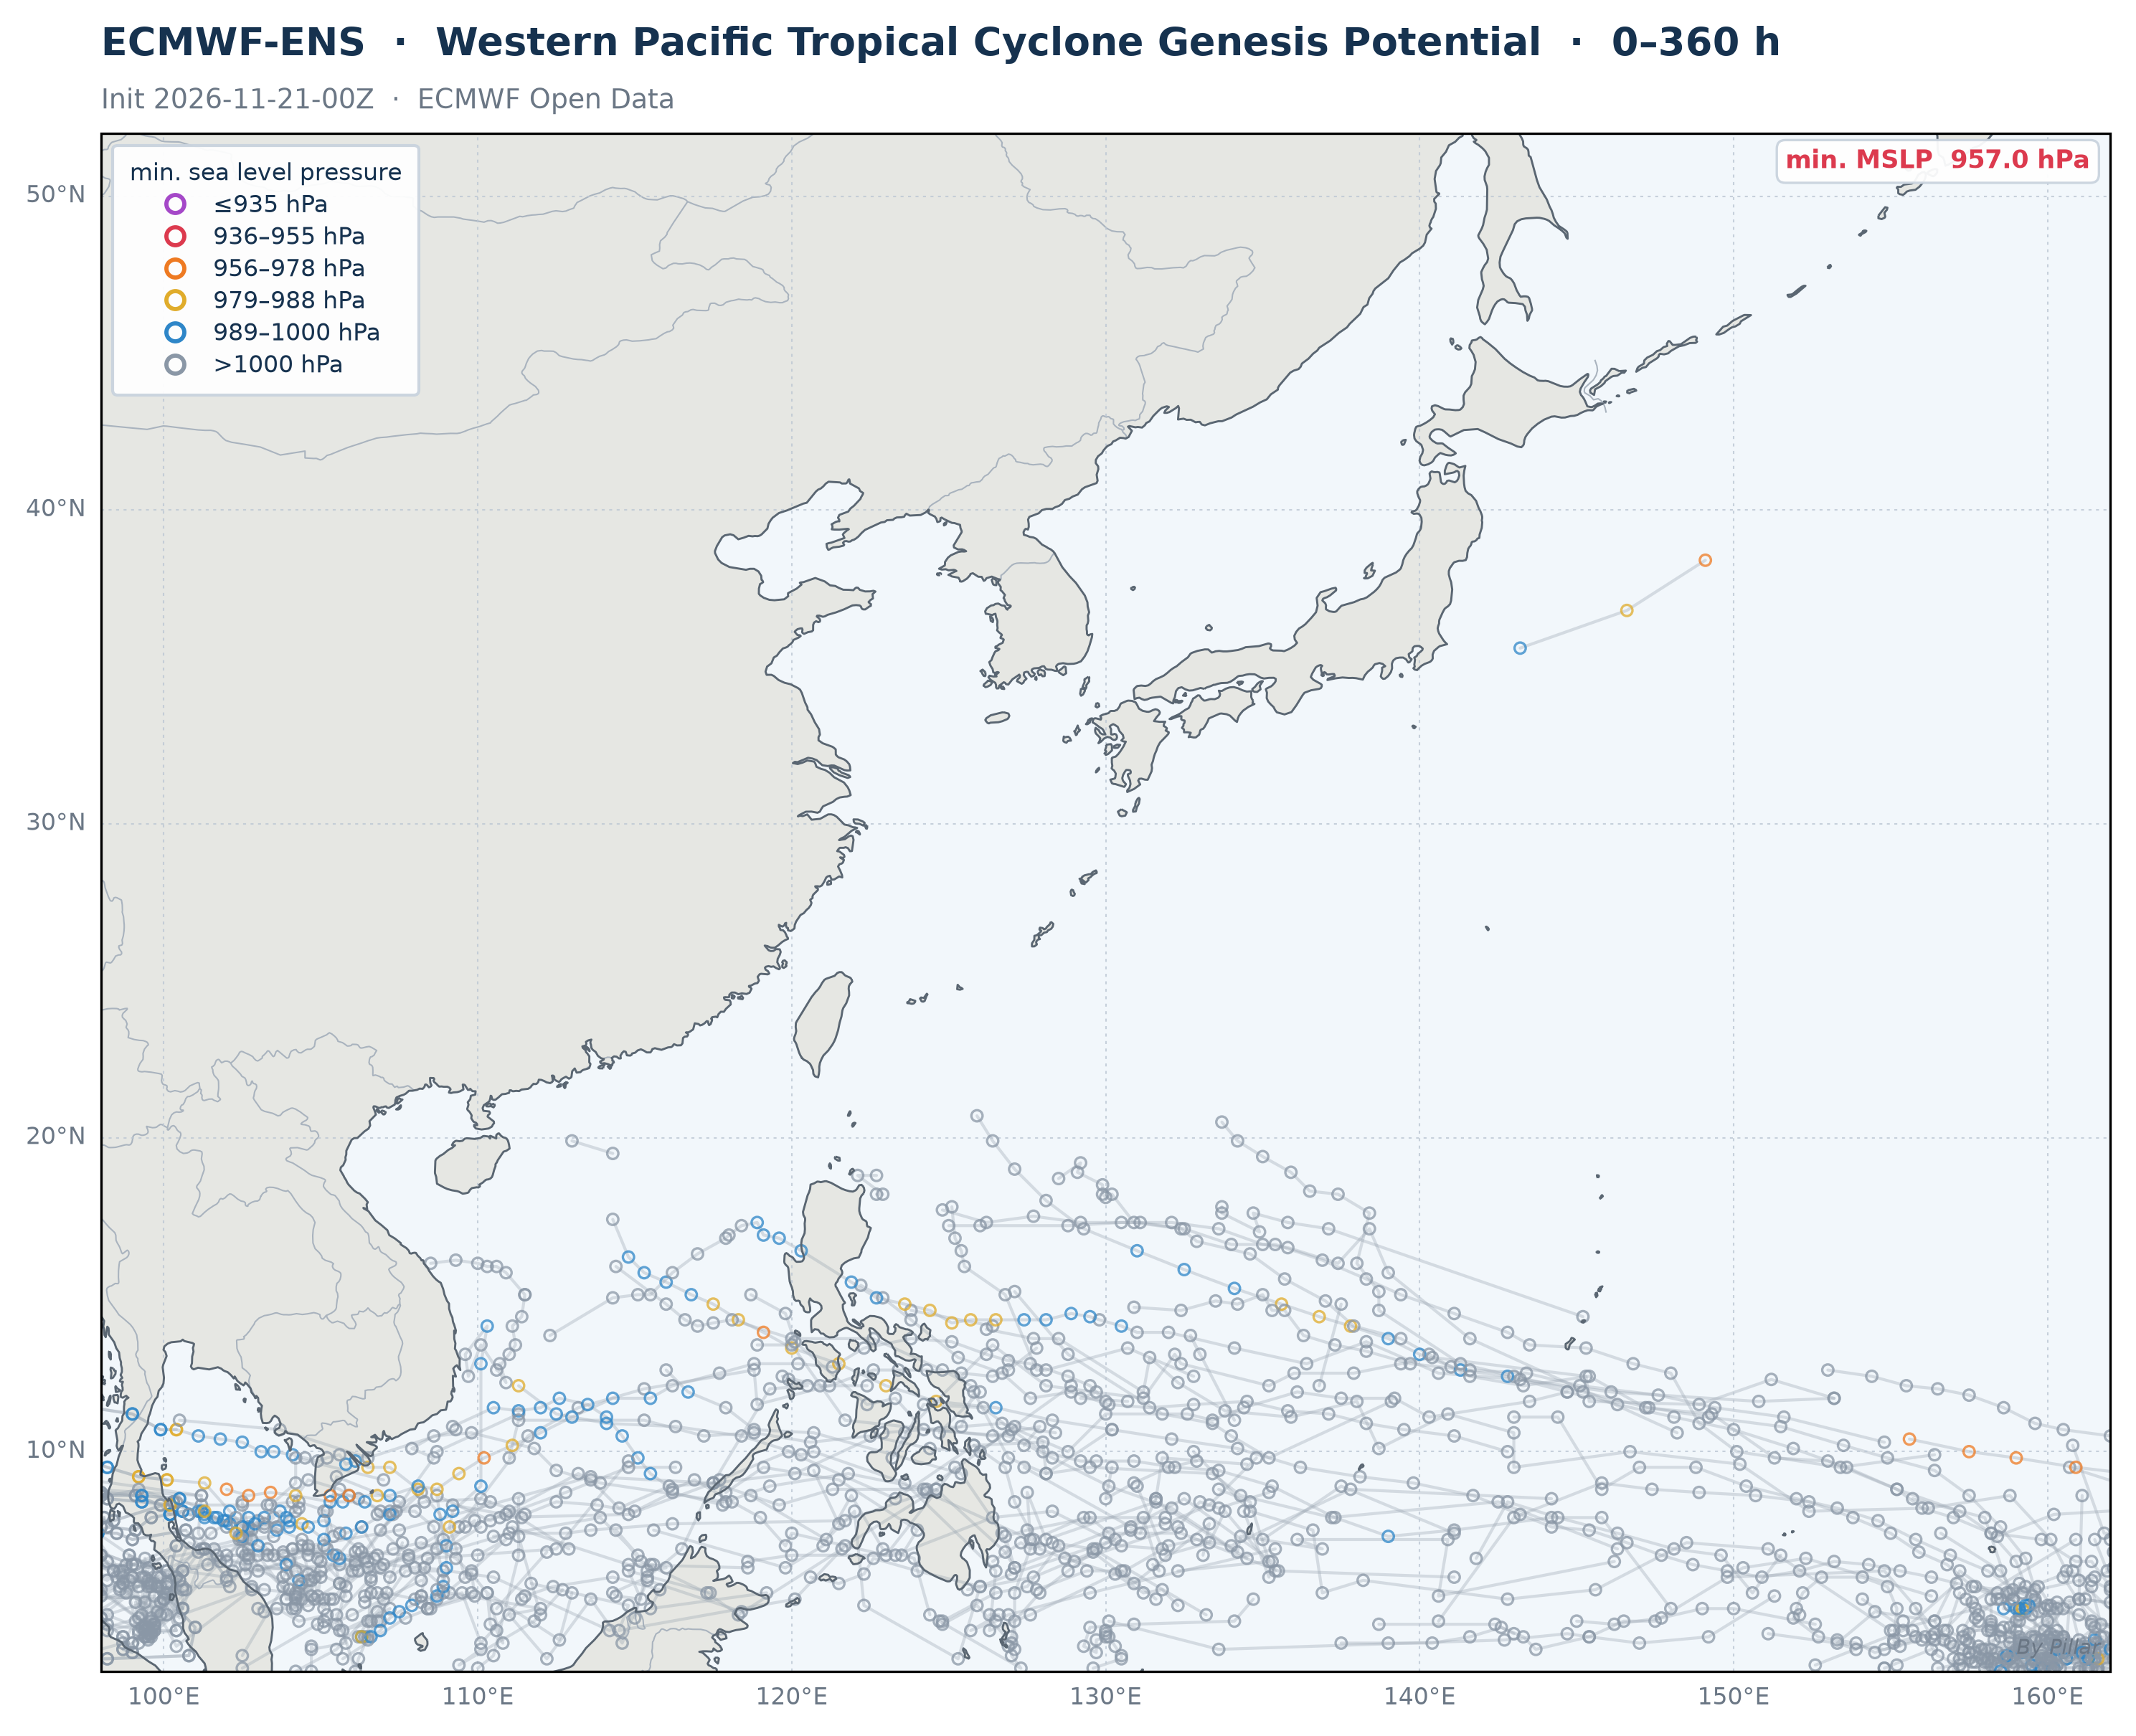 ECMWF-ENS · Western Pacific Tropical Cyclone Genesis Potential · 0–360 h
Init 2026-11-21-00Z · ECMWF Open Data
min. sea level pressure
≤935 hPa
936–955 hPa
956–978 hPa
979–988 hPa
989–1000 hPa
>1000 hPa
min. MSLP 957.0 hPa
50°N
40°N
30°N
20°N
10°N
By Pillar
100°E
110°E
120°E
130°E
140°E
150°E
160°E